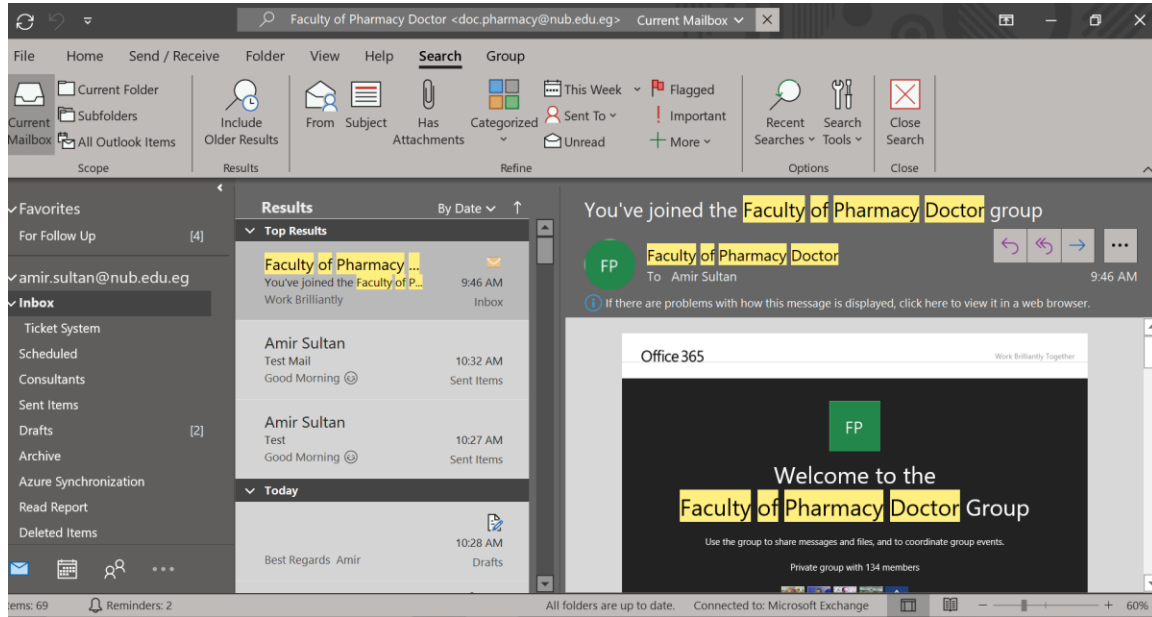 Faculty of Pharmacy Doctor <doc.pharmacy@nub.edu.eg> Current Mailbox
File Home Send / Receive Folder View Help Search Group
Current Mailbox
Current Folder
Subfolders
All Outlook Items
Scope
Include Older Results
Results
From
Subject
Has Attachments
Categorized
This Week
Sent To
Unread
Flagged
Important
More
Refine
Recent Searches
Search Tools
Options
Close Search
Close
Favorites
For Follow Up [4]
amir.sultan@nub.edu.eg
Inbox
Ticket System
Scheduled
Consultants
Sent Items
Drafts [2]
Archive
Azure Synchronization
Read Report
Deleted Items
Results By Date
Top Results
Faculty of Pharmacy ...
You've joined the Faculty of P... 9:46 AM
Work Brilliantly Inbox
Amir Sultan
Test Mail 10:32 AM
Good Morning Sent Items
Amir Sultan
Test 10:27 AM
Good Morning Sent Items
Today
10:28 AM
Best Regards Amir Drafts
You've joined the Faculty of Pharmacy Doctor group
FP
Faculty of Pharmacy Doctor
To Amir Sultan 9:46 AM
If there are problems with how this message is displayed, click here to view it in a web browser.
Office 365 Work Brilliantly Together
FP
Welcome to the
Faculty of Pharmacy Doctor Group
Use the group to share messages and files, and to coordinate group events.
Private group with 134 members
: 69 Reminders: 2 All folders are up to date. Connected to: Microsoft Exchange 60%